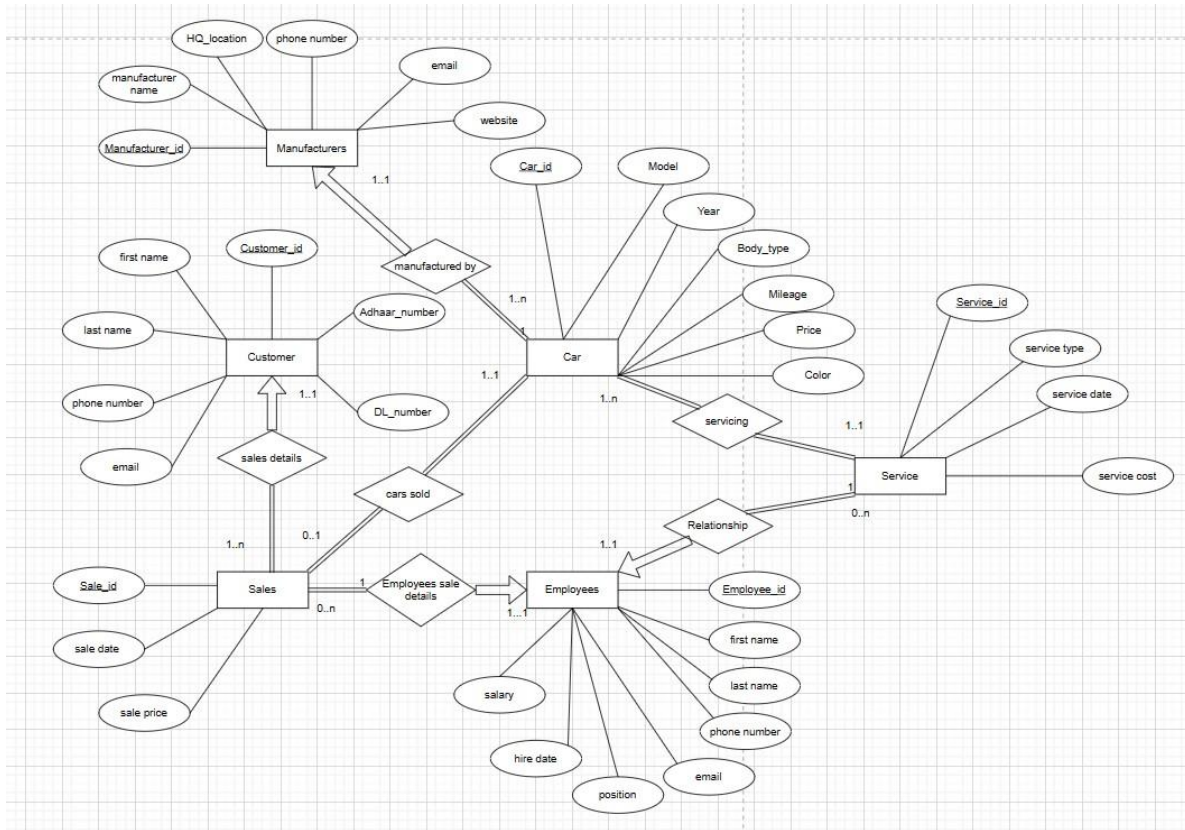 HQ_location
phone number
email
manufacturer
name
website
Manufacturer_id
Manufacturers
1..1
Car_id
Model
Year
Body_type
Mileage
Price
Color
manufactured by
1..n
1
Car
first name
Customer_id
Adhaar_number
last name
Customer
1..1
phone number
DL_number
email
sales details
1..n
1..1
cars sold
0..1
1..n
servicing
1..1
Service_id
service type
service date
Service
service cost
1
0..n
Relationship
1..1
Sale_id
Sales
sale date
sale price
1
0..n
Employees sale
details
1...1
Employees
Employee_id
first name
last name
phone number
email
position
hire date
salary